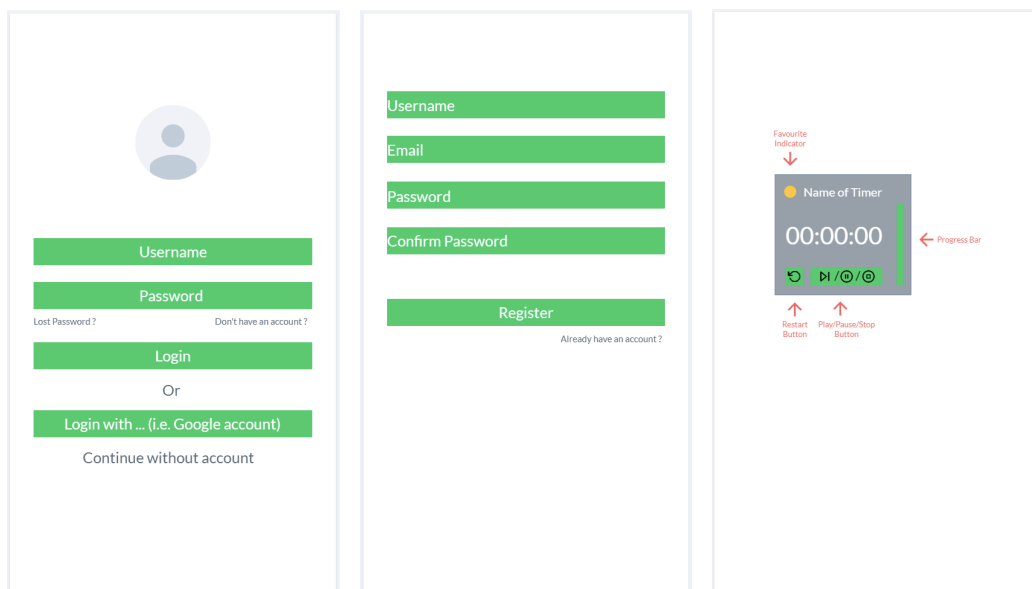 Username
Password
Lost Password ?
Don't have an account ?
Login
Or
Login with ... (i.e. Google account)
Continue without account
Username
Email
Password
Confirm Password
Register
Already have an account ?
Favourite
Indicator
Name of Timer
00:00:00
Progress Bar
/
/
Restart
Button
Play/Pause/Stop
Button